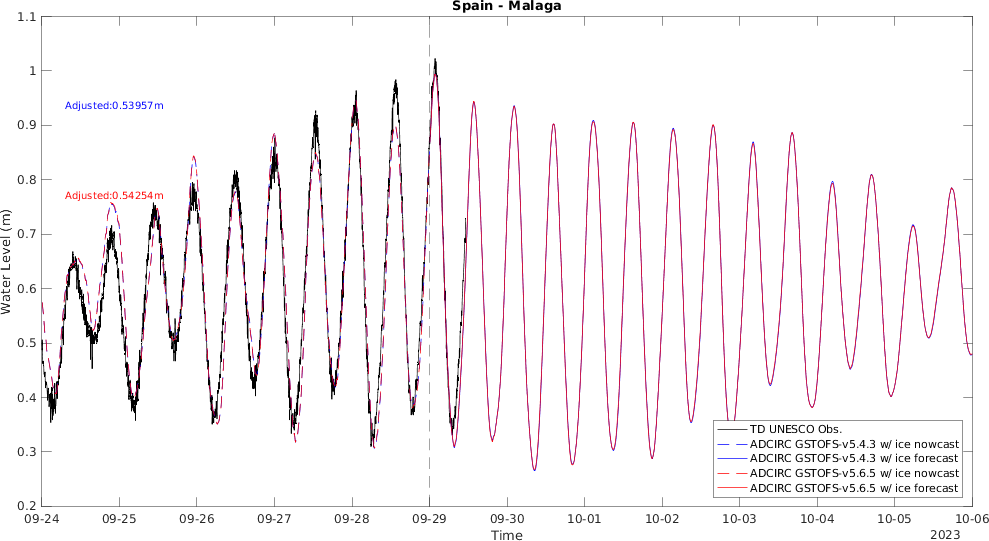 Spain - Malaga
1.1
1
0.9
0.8
0.7
0.6
0.5
0.4
0.3
0.2
Water Level (m)
Adjusted:0.53957m
Adjusted:0.54254m
TD UNESCO Obs.
ADCIRC GSTOFS-v5.4.3 w/ ice nowcast
ADCIRC GSTOFS-v5.4.3 w/ ice forecast
ADCIRC GSTOFS-v5.6.5 w/ ice nowcast
ADCIRC GSTOFS-v5.6.5 w/ ice forecast
09-24 09-25 09-26 09-27 09-28 09-29 09-30 10-01 10-02 10-03 10-04 10-05 10-06
Time
2023